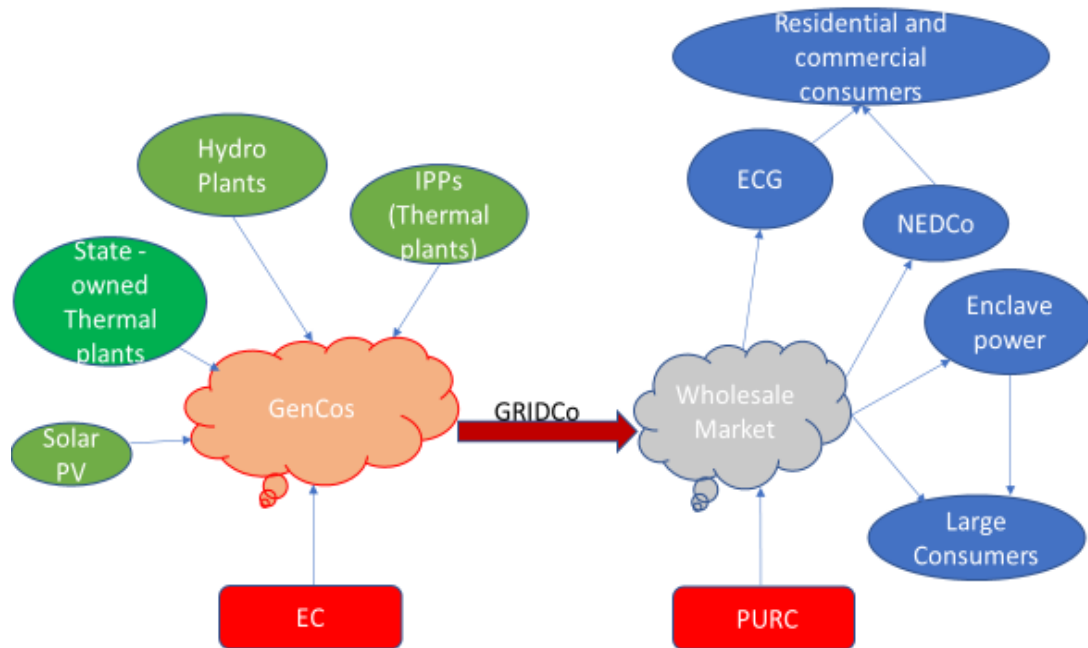 Residential and
commercial
consumers
Hydro
Plants
IPPs
(Thermal
plants)
ECG
NEDCo
State -
owned
Thermal
plants
Enclave
power
GenCos
GRIDCo
Wholesale
Market
Solar
PV
Large
Consumers
EC
PURC